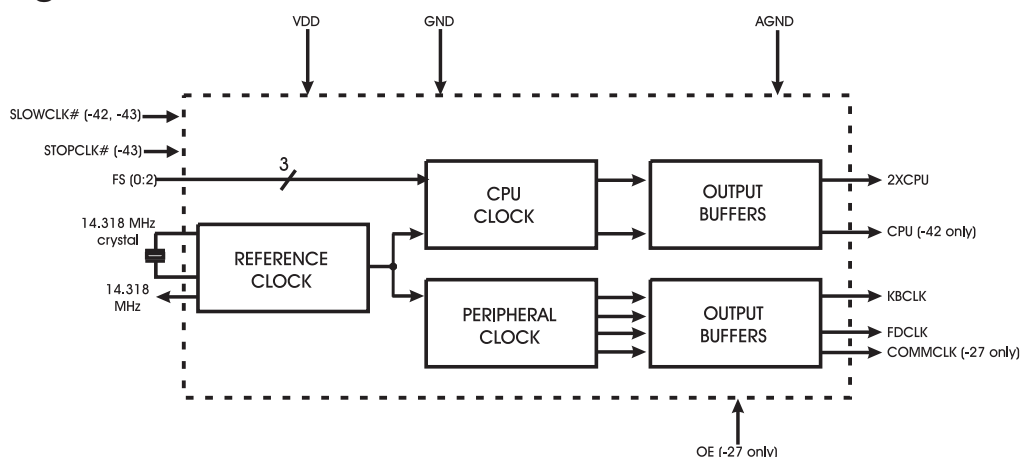 VDD
GND
AGND
SLOWCLK# (-42, -43)
STOPCLK# (-43)
FS (0:2)
3
CPU
CLOCK
OUTPUT
BUFFERS
2XCPU
CPU (-42 only)
14.318 MHz
crystal
REFERENCE
CLOCK
14.318
MHz
PERIPHERAL
CLOCK
OUTPUT
BUFFERS
KBCLK
FDCLK
COMMCLK (-27 only)
OE (-27 only)